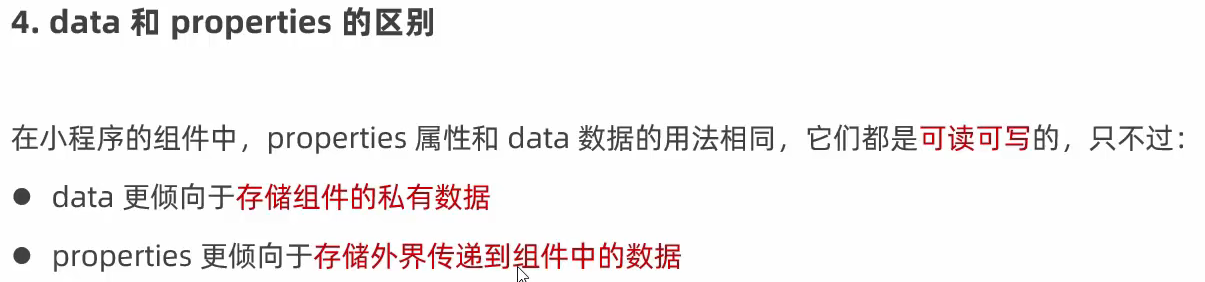 4. data 和 properties 的区别
在小程序的组件中，properties 属性和 data 数据的用法相同，它们都是可读可写的，只不过：
● data 更倾向于存储组件的私有数据
● properties 更倾向于存储外界传递到组件中的数据